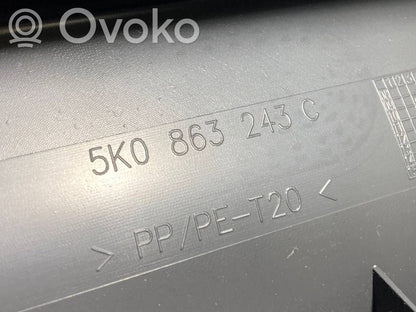 Ovoko
5K0 863 243 C
> PP/PE-T20 <